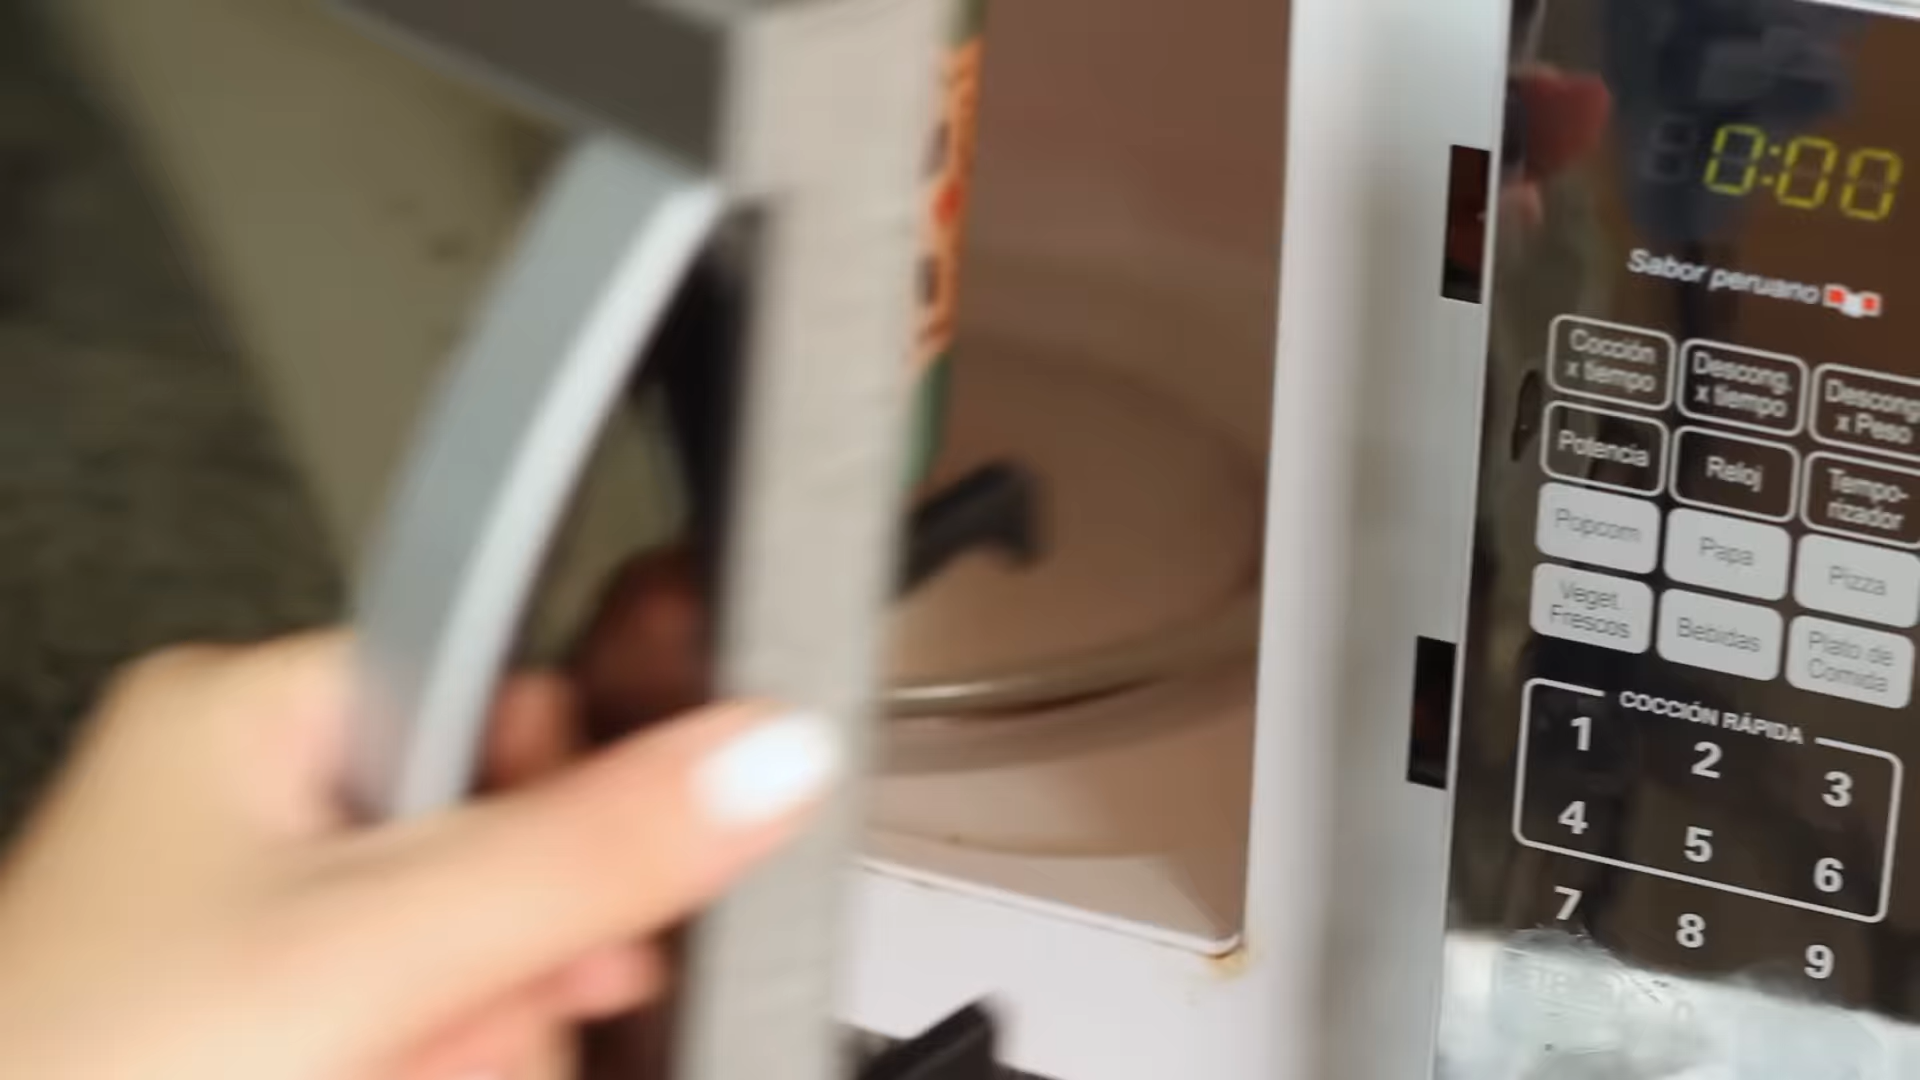 0:00
Sabor peruano
Cocción
x tiempo
Descong.
x tiempo
Descong
x Peso
Potencia
Reloj
Tempo-
rizador
Popcorn
Papa
Pizza
Veget.
Frescos
Bebidas
Plato de
Comida
COCCIÓN RÁPIDA
1 2 3
4 5 6
7 8 9